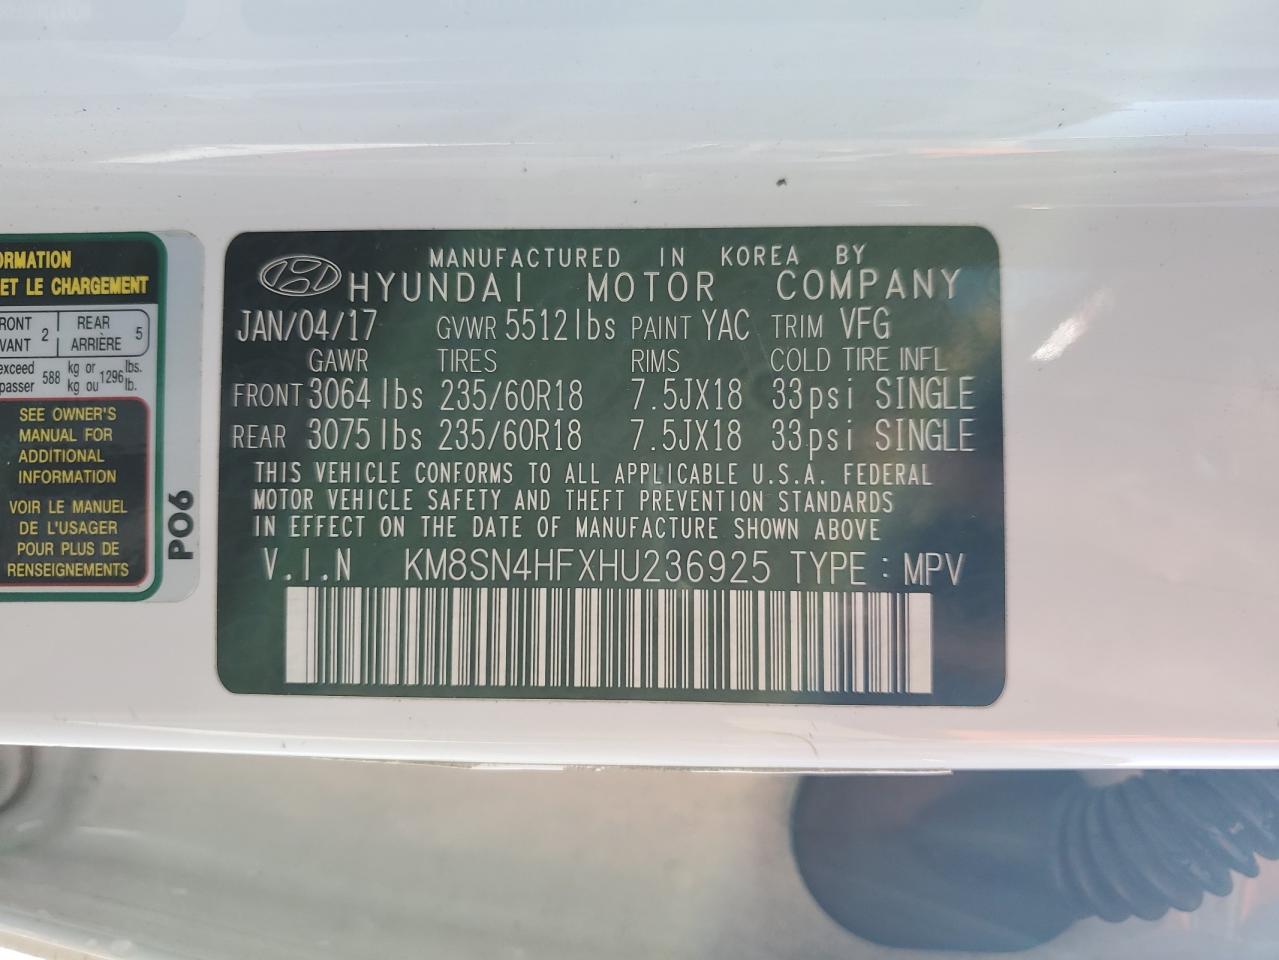 ORMATION
ET LE CHARGEMENT
RONT
VANT 2
REAR
ARRIÈRE 5
exceed
passer 588 kg or
kg ou 1296 lbs.
lb.
SEE OWNER'S
MANUAL FOR
ADDITIONAL
INFORMATION
VOIR LE MANUEL
DE L'USAGER
POUR PLUS DE
RENSEIGNEMENTS
P06
MANUFACTURED IN KOREA BY
HYUNDAI MOTOR COMPANY
JAN/04/17 GVWR 5512lbs PAINT YAC TRIM VFG
GAWR TIRES RIMS COLD TIRE INFL
FRONT 3064lbs 235/60R18 7.5JX18 33psi SINGLE
REAR 3075lbs 235/60R18 7.5JX18 33psi SINGLE
THIS VEHICLE CONFORMS TO ALL APPLICABLE U.S.A. FEDERAL
MOTOR VEHICLE SAFETY AND THEFT PREVENTION STANDARDS
IN EFFECT ON THE DATE OF MANUFACTURE SHOWN ABOVE
V.I.N KM8SN4HFXHU236925 TYPE : MPV